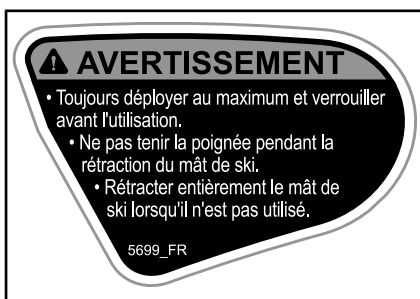 AVERTISSEMENT
• Toujours déployer au maximum et verrouiller
avant l'utilisation.
• Ne pas tenir la poignée pendant la
rétraction du mât de ski.
• Rétracter entièrement le mât de
ski lorsqu'il n'est pas utilisé.
5699_FR